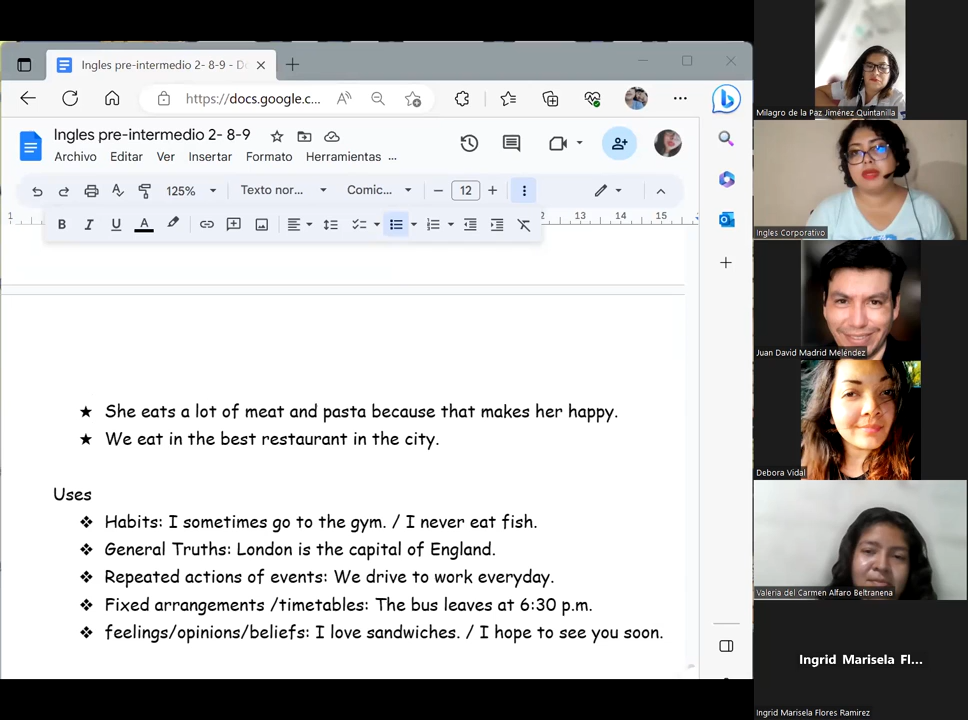 Ingles pre-intermedio 2- 8-9 - D
https://docs.google.c...
Ingles pre-intermedio 2- 8-9
Archivo Editar Ver Insertar Formato Herramientas ...
125% Texto nor... Comic... 12
B I U A
1 12 13 14 15
★ She eats a lot of meat and pasta because that makes her happy.
★ We eat in the best restaurant in the city.
Uses
❖ Habits: I sometimes go to the gym. / I never eat fish.
❖ General Truths: London is the capital of England.
❖ Repeated actions of events: We drive to work everyday.
❖ Fixed arrangements /timetables: The bus leaves at 6:30 p.m.
❖ feelings/opinions/beliefs: I love sandwiches. / I hope to see you soon.
Milagro de la Paz Jiménez Quintanilla
Ingles Corporativo
Juan David Madrid Meléndez
Debora Vidal
Valeria del Carmen Alfaro Beltranena
Ingrid Marisela Fl...
Ingrid Marisela Flores Ramirez